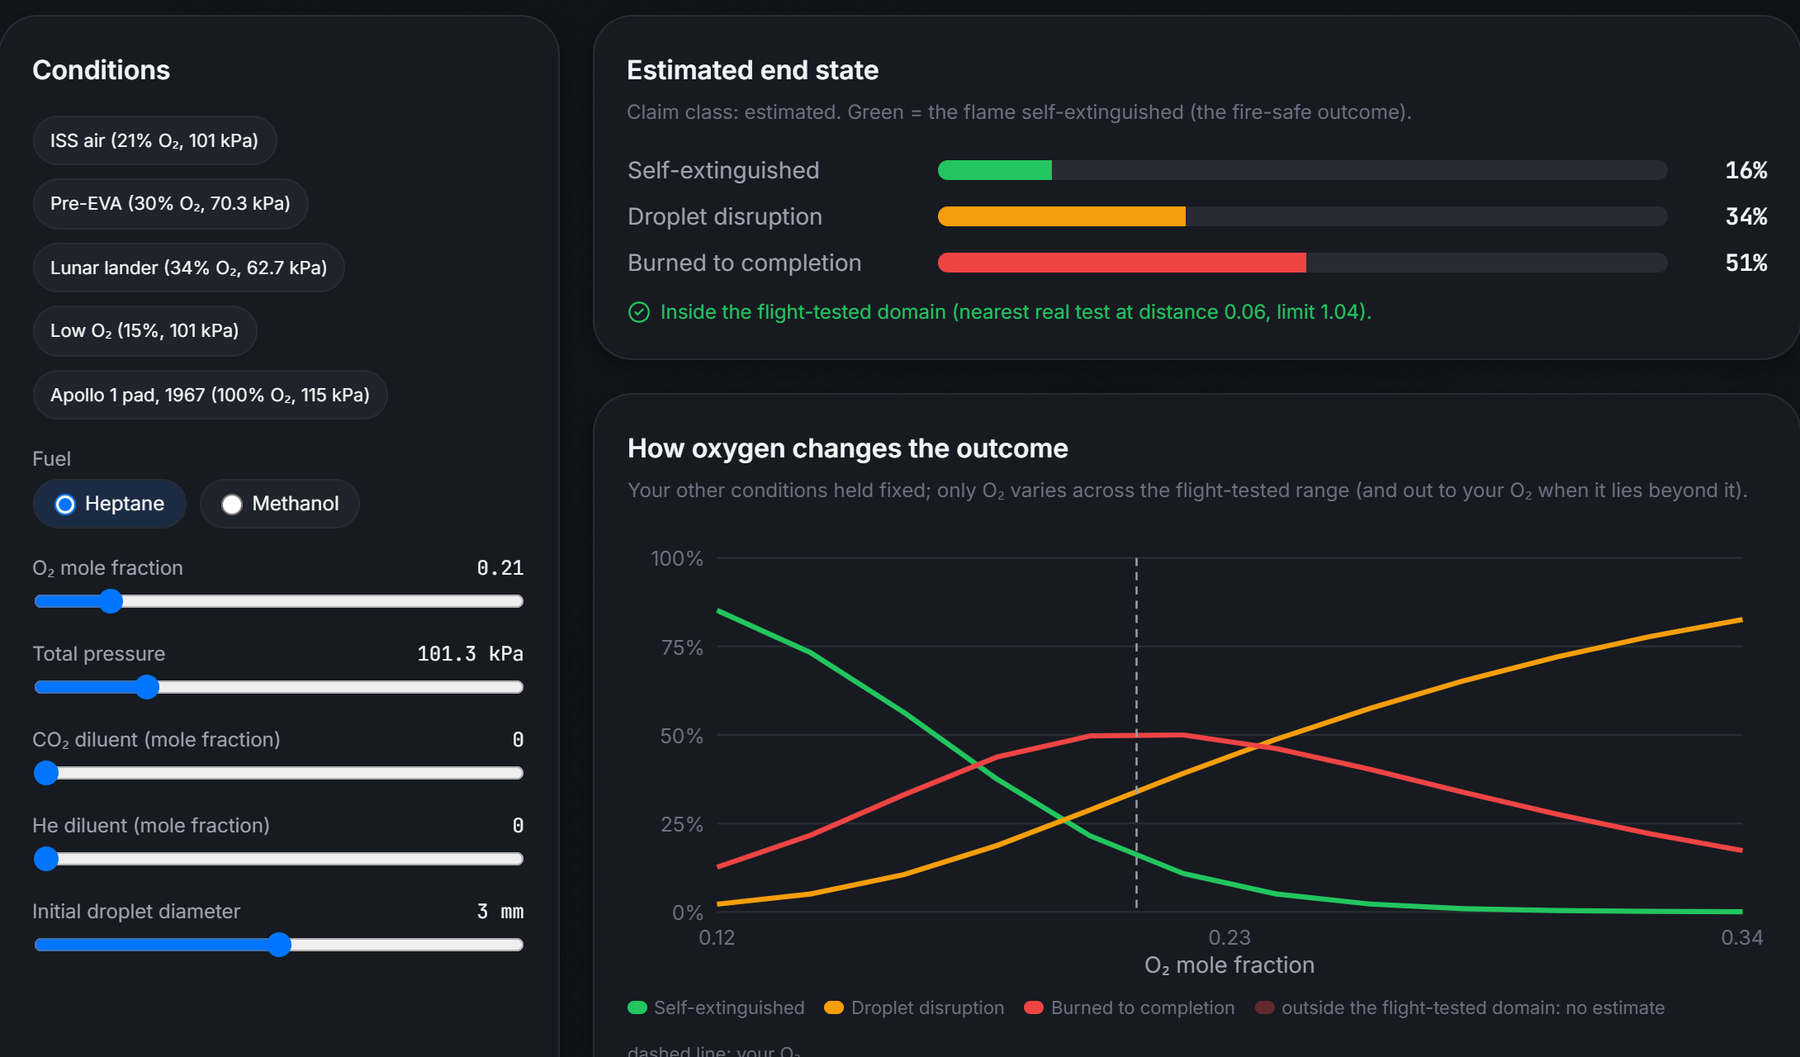 Conditions
ISS air (21% O₂, 101 kPa)
Pre-EVA (30% O₂, 70.3 kPa)
Lunar lander (34% O₂, 62.7 kPa)
Low O₂ (15%, 101 kPa)
Apollo 1 pad, 1967 (100% O₂, 115 kPa)
Fuel
Heptane
Methanol
O₂ mole fraction 0.21
Total pressure 101.3 kPa
CO₂ diluent (mole fraction) 0
He diluent (mole fraction) 0
Initial droplet diameter 3 mm
Estimated end state
Claim class: estimated. Green = the flame self-extinguished (the fire-safe outcome).
Self-extinguished 16%
Droplet disruption 34%
Burned to completion 51%
Inside the flight-tested domain (nearest real test at distance 0.06, limit 1.04).
How oxygen changes the outcome
Your other conditions held fixed; only O₂ varies across the flight-tested range (and out to your O₂ when it lies beyond it).
100%
75%
50%
25%
0%
0.12 0.23 0.34
O₂ mole fraction
Self-extinguished Droplet disruption Burned to completion outside the flight-tested domain: no estimate
dashed line: your O₂